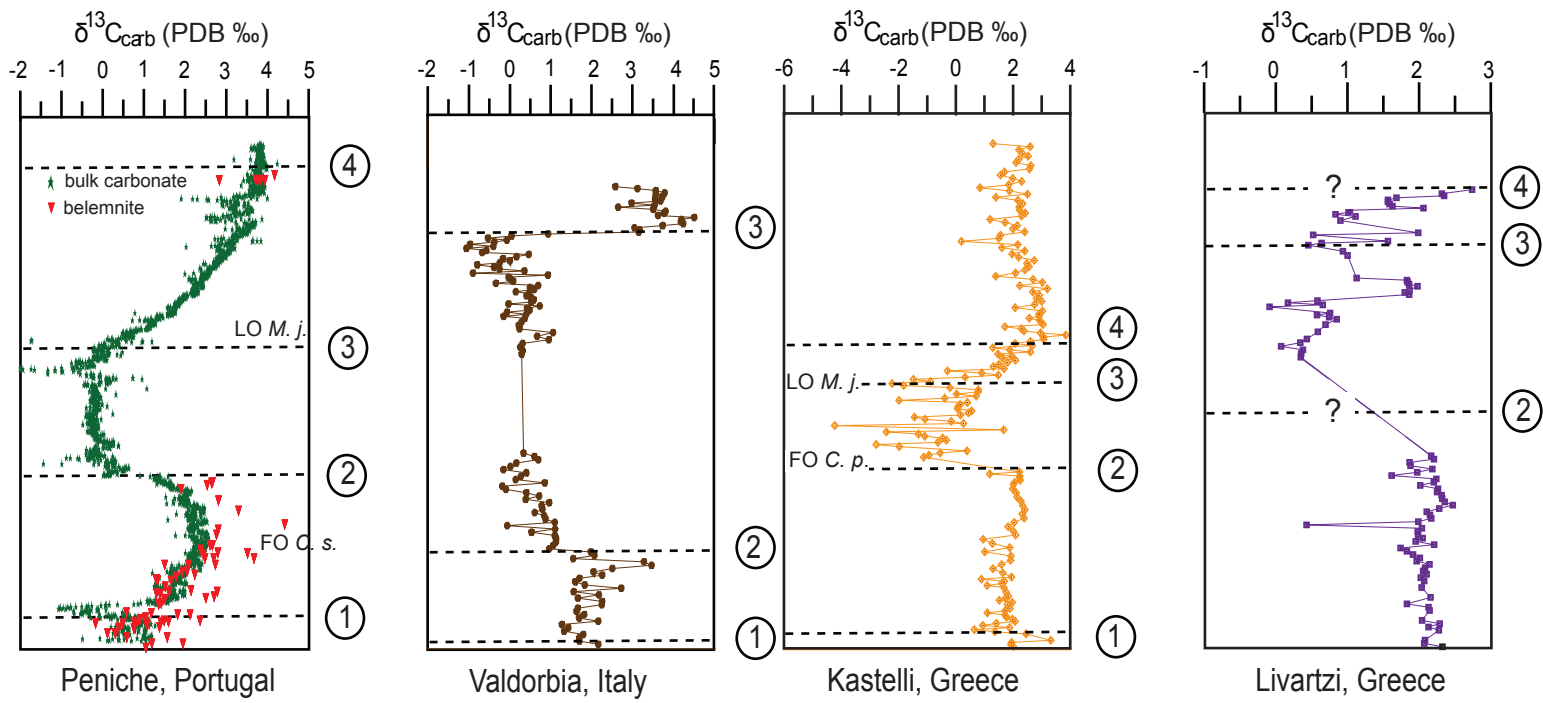 δ13Ccarb (PDB ‰)
-2 -1 0 1 2 3 4 5
4
bulk carbonate
belemnite
LO M. j.
3
2
FO C. s.
1
Peniche, Portugal
δ13Ccarb (PDB ‰)
-2 -1 0 1 2 3 4 5
3
2
1
Valdorbia, Italy
δ13Ccarb (PDB ‰)
-6 -4 -2 0 2 4
4
LO M. j.
3
FO C. p.
2
1
Kastelli, Greece
δ13Ccarb (PDB ‰)
-1 0 1 2 3
?
4
3
?
2
Livartzi, Greece